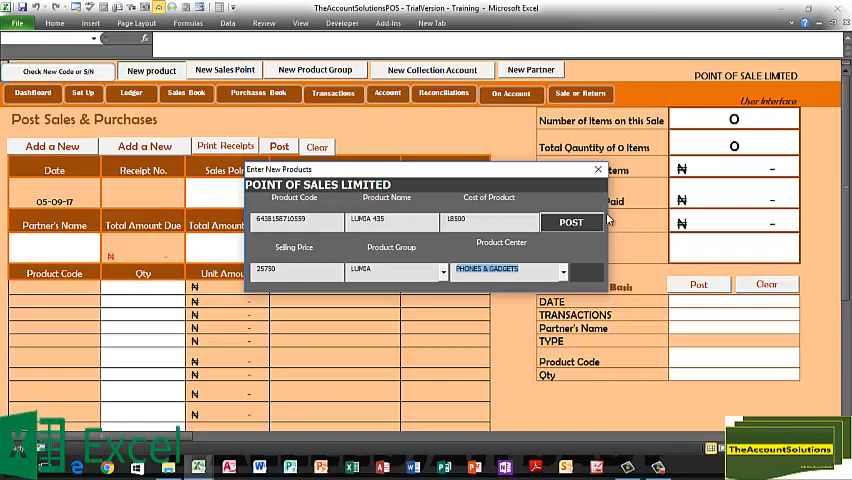 TheAccountSolutionsPOS - TrialVersion - Training - Microsoft Excel
File Home Insert Page Layout Formulas Data Review View Developer Add-Ins New Tab
Check New Code or S/N New product New Sales Point New Product Group New Collection Account New Partner
POINT OF SALE LIMITED
DashBoard Set Up Ledger Sales Book Purchases Book Transactions Account Reconciliations On Account Sale or Return
User Interface
Post Sales & Purchases
Number of Items on this Sale 0
Add a New Add a New Print Receipts Post Clear
Total Qauntity of 0 Items 0
Date Receipt No. Sales Poi
tems ₦ -
05-09-17
Paid ₦ -
Partner's Name Total Amount Due Total Amount
₦ -
₦ -
Enter New Products
POINT OF SALES LIMITED
Product Code Product Name Cost of Product
6438158710559 LUMIA 435 18500 POST
Selling Price Product Group Product Center
25750 LUMIA PHONES & GADGETS
Product Code Qty Unit Amou
Basis Post Clear
₦ -
₦ -
₦ -
₦ -
₦ -
₦ -
₦ -
DATE
TRANSACTIONS
Partner's Name
TYPE
Product Code
Qty
Excel
TheAccountSolutions